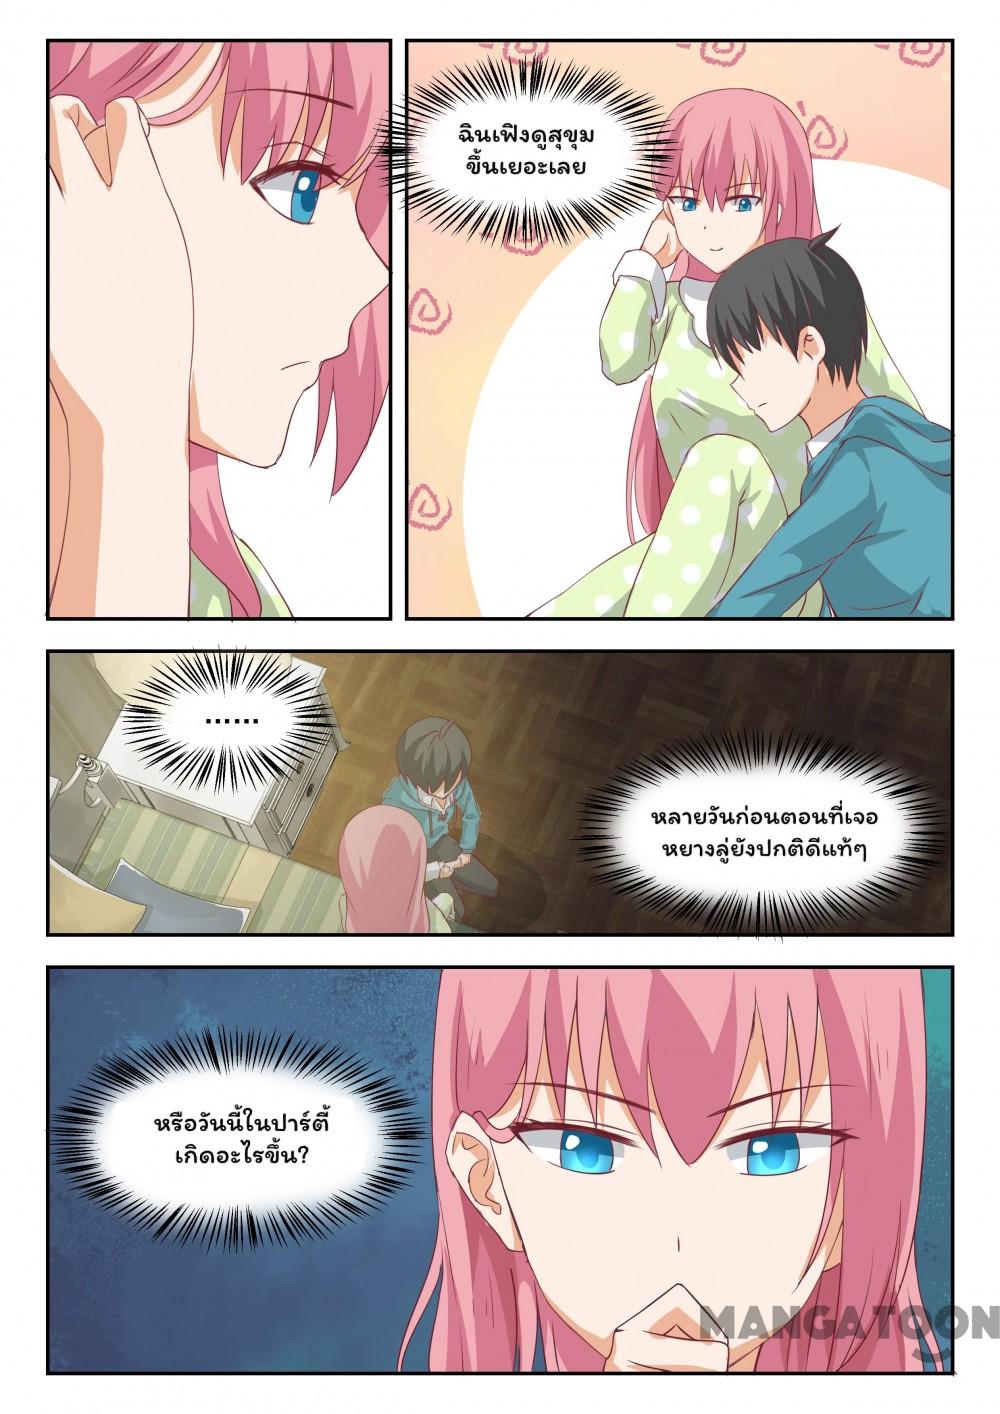 ฉินเฟิงดูสุขุม
ขึ้นเยอะเลย
......
หลายวันก่อนตอนที่เจอ
หยางลู่ยังปกติดีแท้ๆ
หรือวันนี้ในปาร์ตี้
เกิดอะไรขึ้น?
MANGATOON